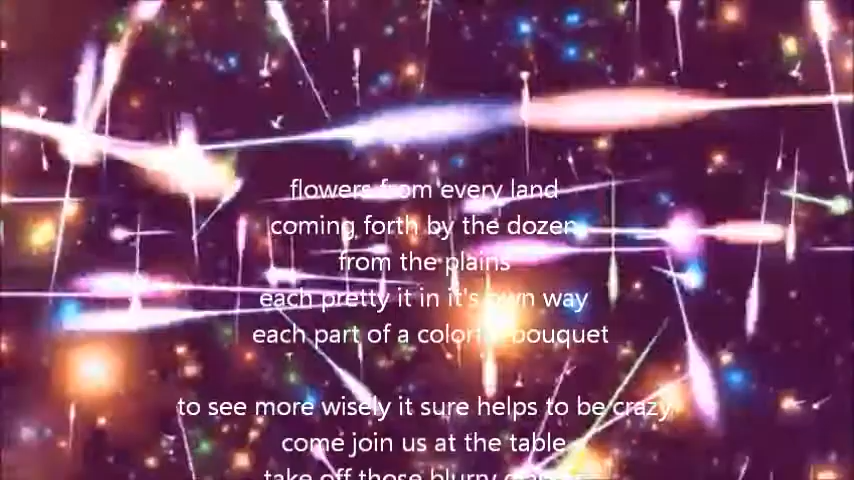 flowers from every land
coming forth by the dozen
from the plains
each pretty it in it's own way
each part of a colorful bouquet
to see more wisely it sure helps to be crazy
come join us at the table
take off those blurry